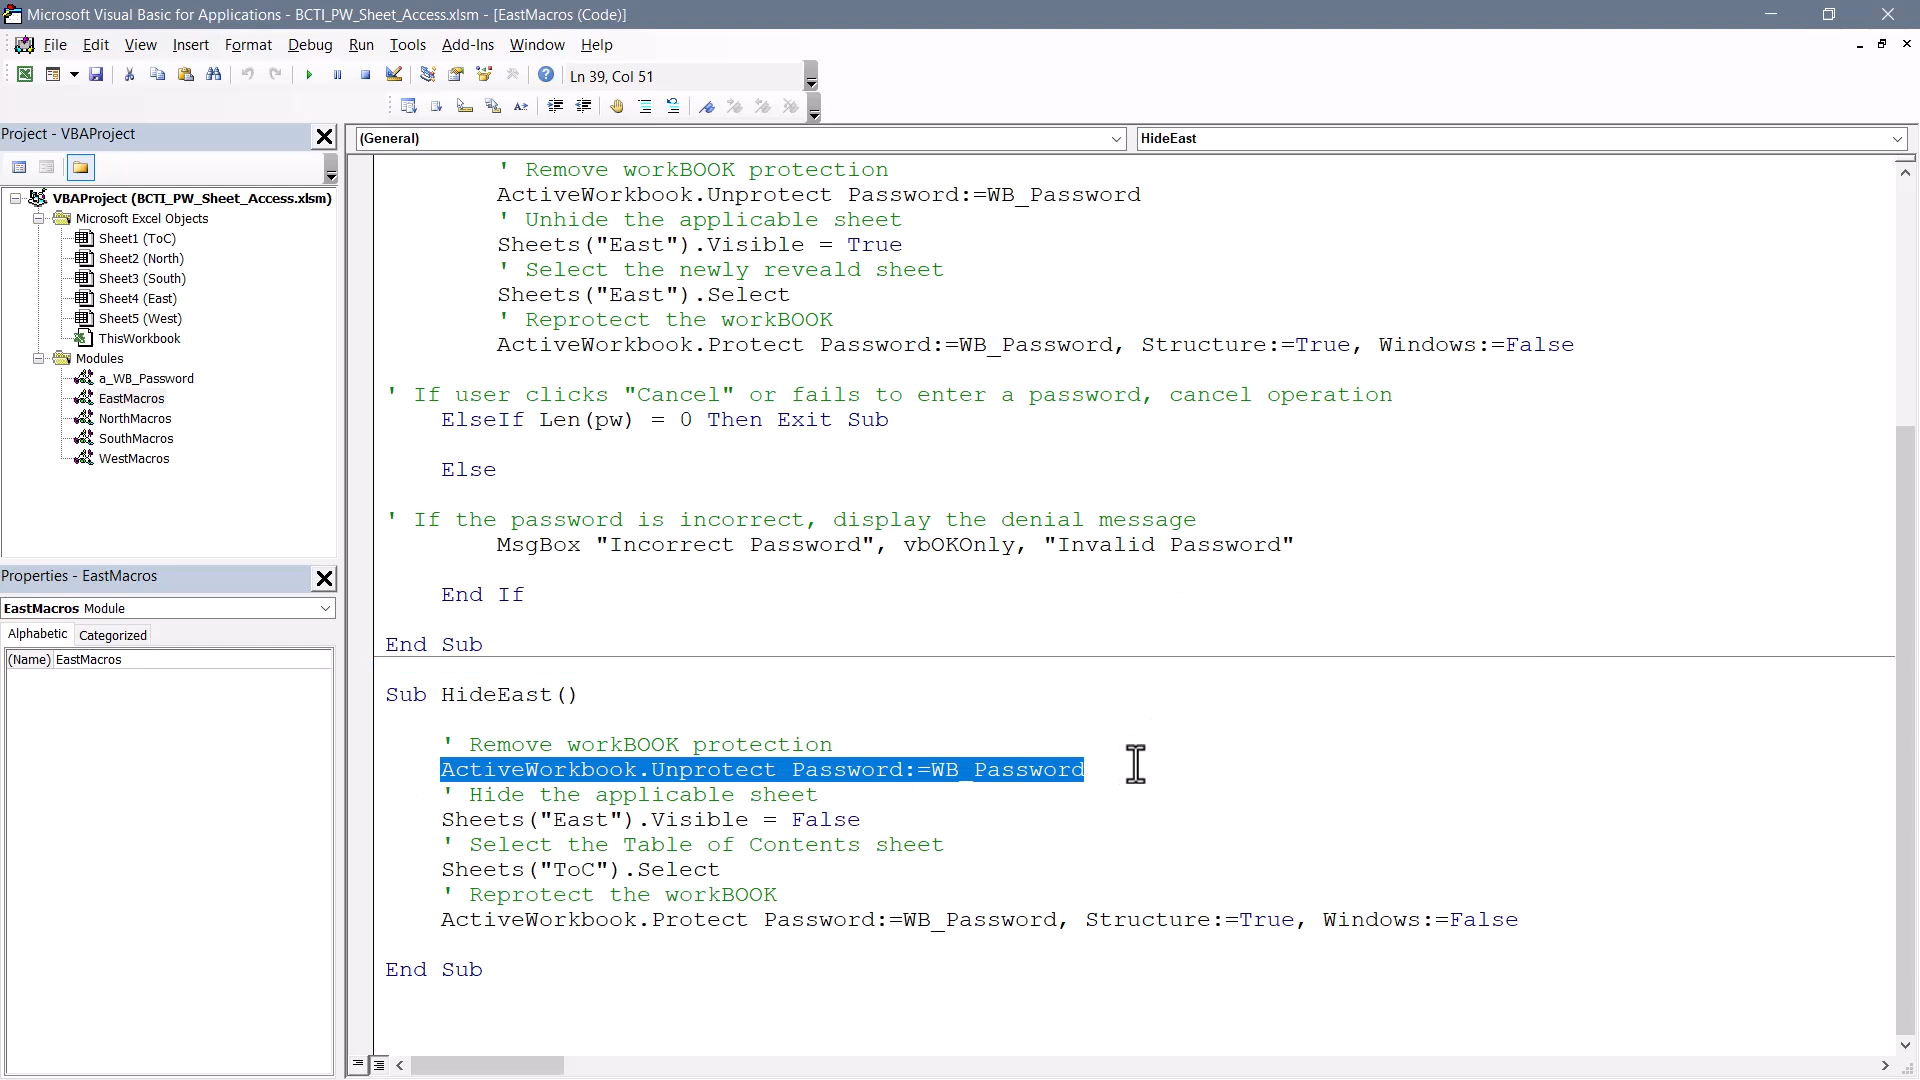 Microsoft Visual Basic for Applications - BCTI_PW_Sheet_Access.xlsm - [EastMacros (Code)]
File Edit View Insert Format Debug Run Tools Add-Ins Window Help
Ln 39, Col 51
Project - VBAProject
(General)
HideEast
VBAProject (BCTI_PW_Sheet_Access.xlsm)
Microsoft Excel Objects
Sheet1 (ToC)
Sheet2 (North)
Sheet3 (South)
Sheet4 (East)
Sheet5 (West)
ThisWorkbook
Modules
a_WB_Password
EastMacros
NorthMacros
SouthMacros
WestMacros
Properties - EastMacros
EastMacros Module
Alphabetic Categorized
(Name) EastMacros
' Remove workBOOK protection
ActiveWorkbook.Unprotect Password:=WB_Password
' Unhide the applicable sheet
Sheets("East").Visible = True
' Select the newly reveald sheet
Sheets("East").Select
' Reprotect the workBOOK
ActiveWorkbook.Protect Password:=WB_Password, Structure:=True, Windows:=False
' If user clicks "Cancel" or fails to enter a password, cancel operation
ElseIf Len(pw) = 0 Then Exit Sub
Else
' If the password is incorrect, display the denial message
MsgBox "Incorrect Password", vbOKOnly, "Invalid Password"
End If
End Sub
Sub HideEast()
' Remove workBOOK protection
ActiveWorkbook.Unprotect Password:=WB_Password
' Hide the applicable sheet
Sheets("East").Visible = False
' Select the Table of Contents sheet
Sheets("ToC").Select
' Reprotect the workBOOK
ActiveWorkbook.Protect Password:=WB_Password, Structure:=True, Windows:=False
End Sub